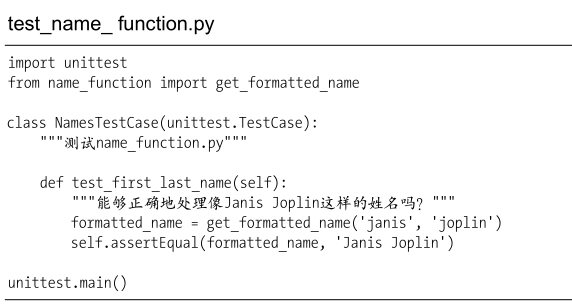 test_name_ function.py
import unittest
from name_function import get_formatted_name
class NamesTestCase(unittest.TestCase):
"""测试name_function.py"""
def test_first_last_name(self):
"""能够正确地处理像Janis Joplin这样的姓名吗？"""
formatted_name = get_formatted_name('janis', 'joplin')
self.assertEqual(formatted_name, 'Janis Joplin')
unittest.main()